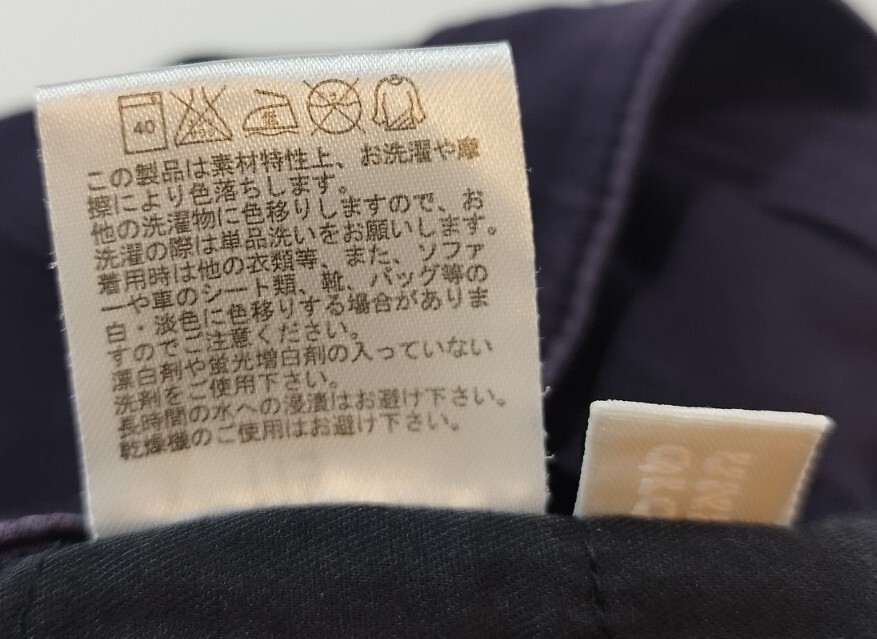 40
この製品は素材特性上、お洗濯や摩
擦により色落ちします。
他の洗濯物に色移りしますので、お
洗濯の際は単品洗いをお願いします。
着用時は他の衣類等、また、ソファ
ーや車のシート類、靴、バッグ等の
白・淡色に色移りする場合がありま
すのでご注意ください。
漂白剤や蛍光増白剤の入っていない
洗剤をご使用下さい。
長時間の水への浸漬はお避け下さい。
乾燥機のご使用はお避け下さい。